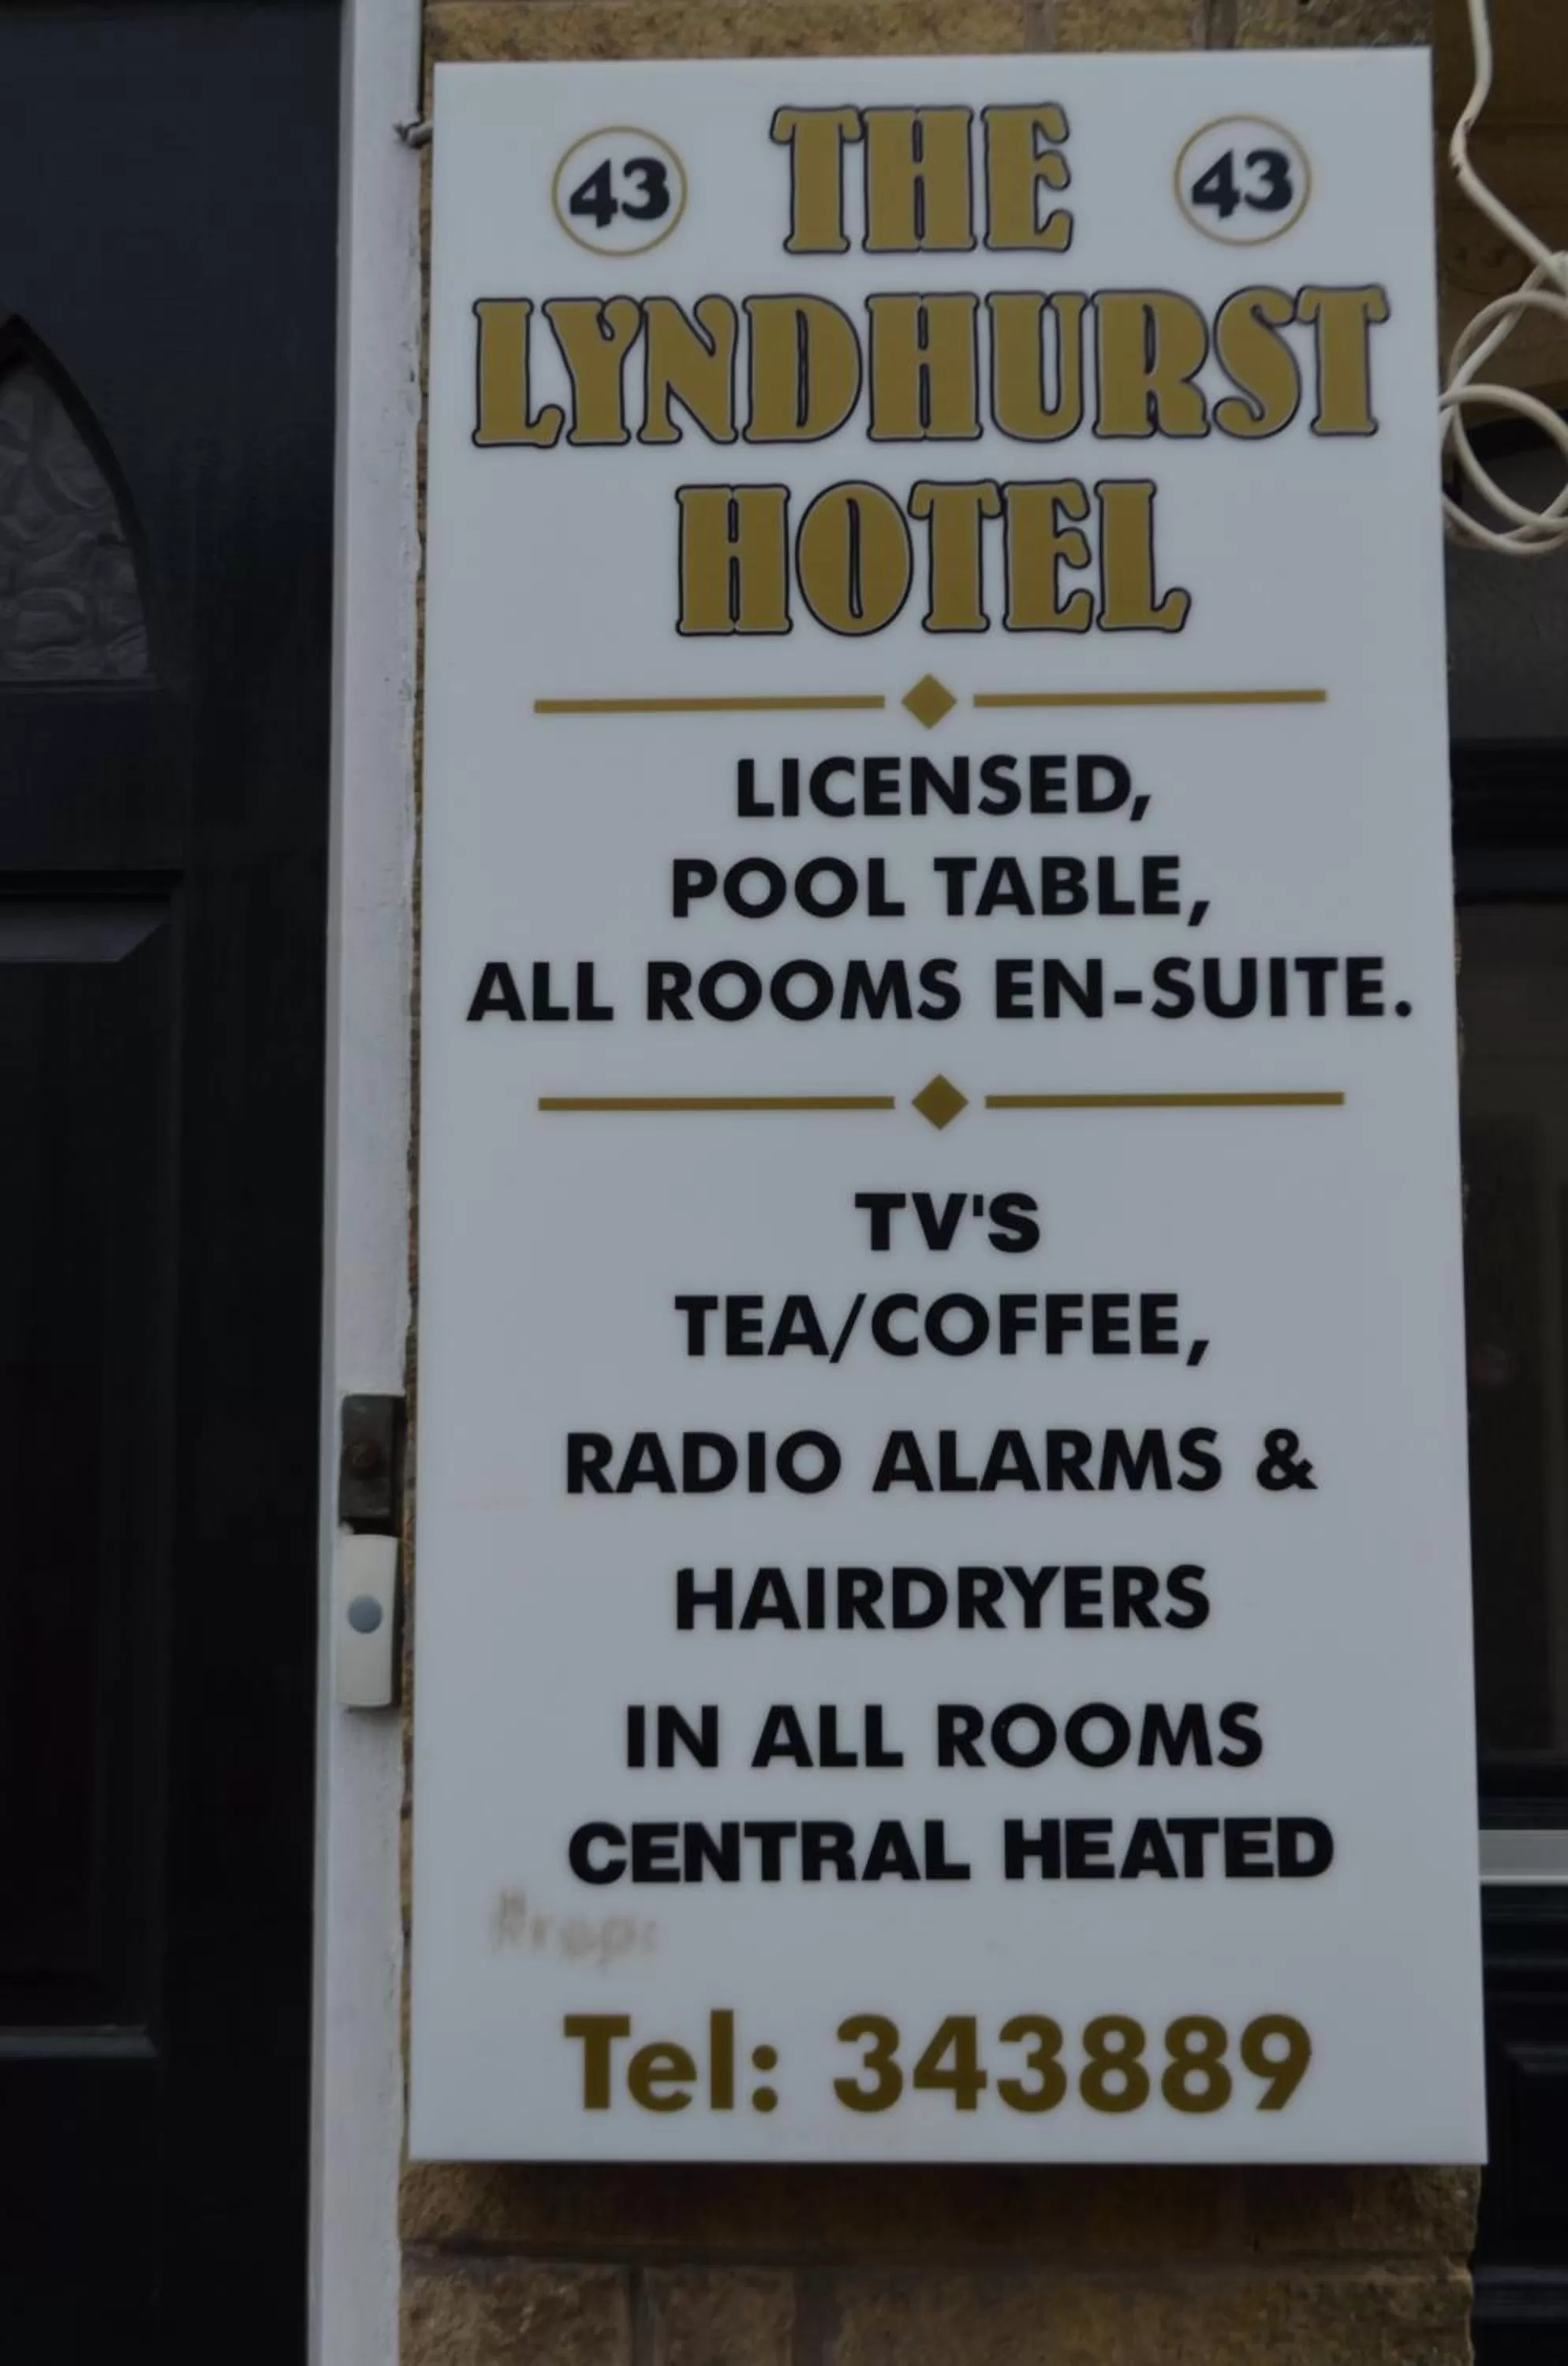 43 THE 43
LYNDHURST
HOTEL
LICENSED,
POOL TABLE,
ALL ROOMS EN-SUITE.
TV'S
TEA/COFFEE,
RADIO ALARMS &
HAIRDRYERS
IN ALL ROOMS
CENTRAL HEATED
Prop:
Tel: 343889